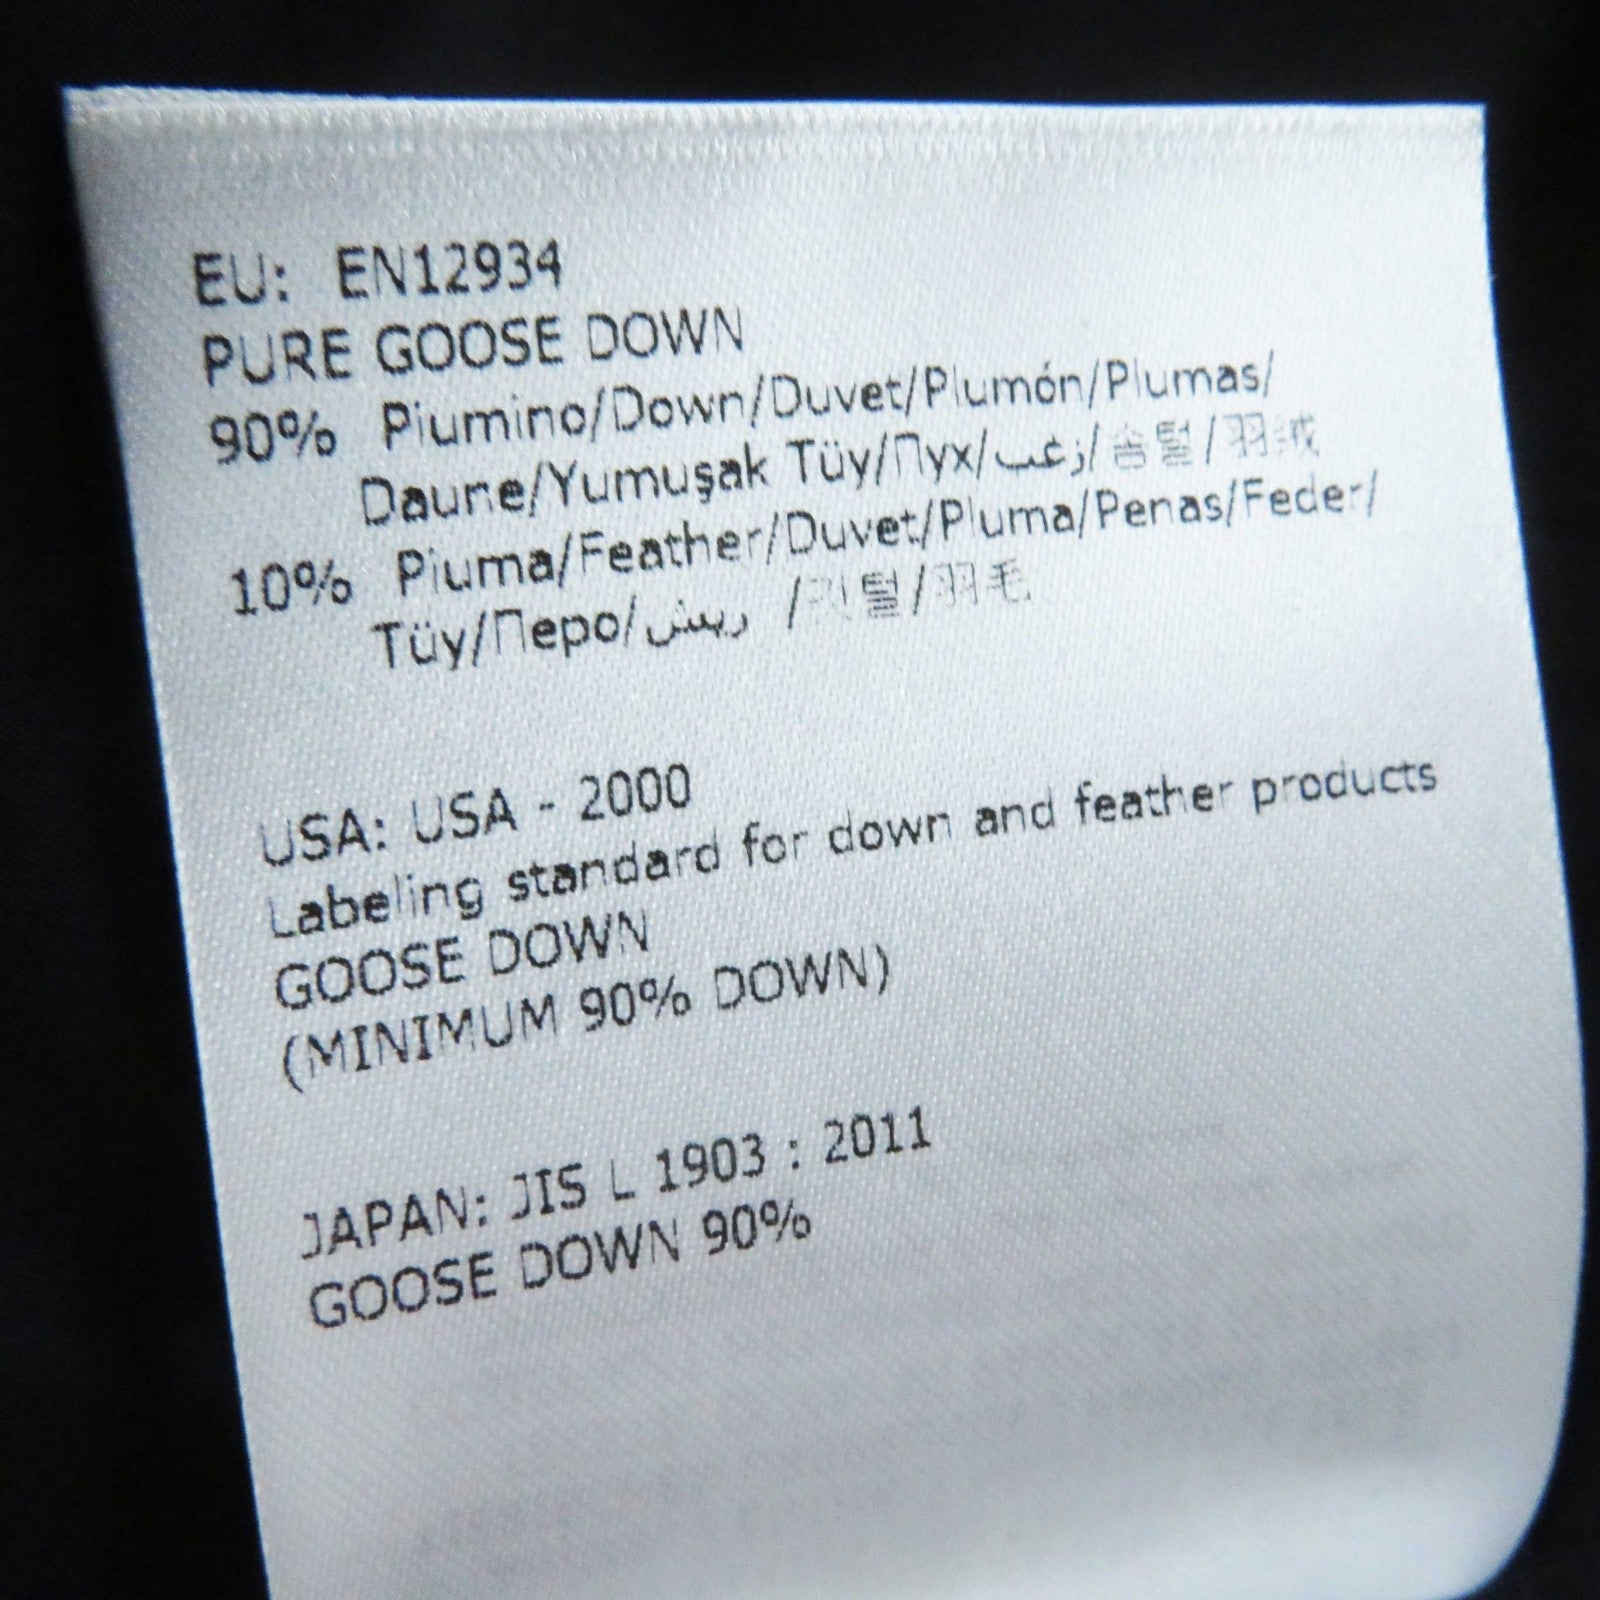 EU: EN12934
PURE GOOSE DOWN
90% Piumino/Down/Duvet/Plumón/Plumas/
Daune/Yumuşak Tüy/Пух/زغب/솜털/羽绒
10% Piuma/Feather/Duvet/Pluma/Penas/Feder/
Tüy/Перо/ريش /깃털/羽毛
USA: USA - 2000
Labeling standard for down and feather products
GOOSE DOWN
(MINIMUM 90% DOWN)
JAPAN: JIS L 1903 : 2011
GOOSE DOWN 90%